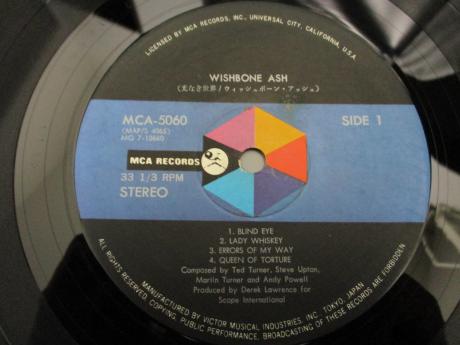 LICENSED BY MCA RECORDS, INC., UNIVERSAL CITY, CALIFORNIA, U.S.A.
WISHBONE ASH
(光なき世界/ウィッシュボーン・アッシュ)
MCA-5060
(MAP/S 4065)
MG 7-10660
SIDE 1
MCA RECORDS
33 1/3 RPM
STEREO
1. BLIND EYE
2. LADY WHISKEY
3. ERRORS OF MY WAY
4. QUEEN OF TORTURE
Composed by Ted Turner, Steve Upton,
Martin Turner and Andy Powell
Produced by Derek Lawrence for
Scope International
MANUFACTURED BY VICTOR MUSICAL INDUSTRIES INC. TOKYO, JAPAN
ALL RIGHTS RESERVED. COPYING, PUBLIC PERFORMANCE, BROADCASTING OF THESE RECORDS ARE FORBIDDEN